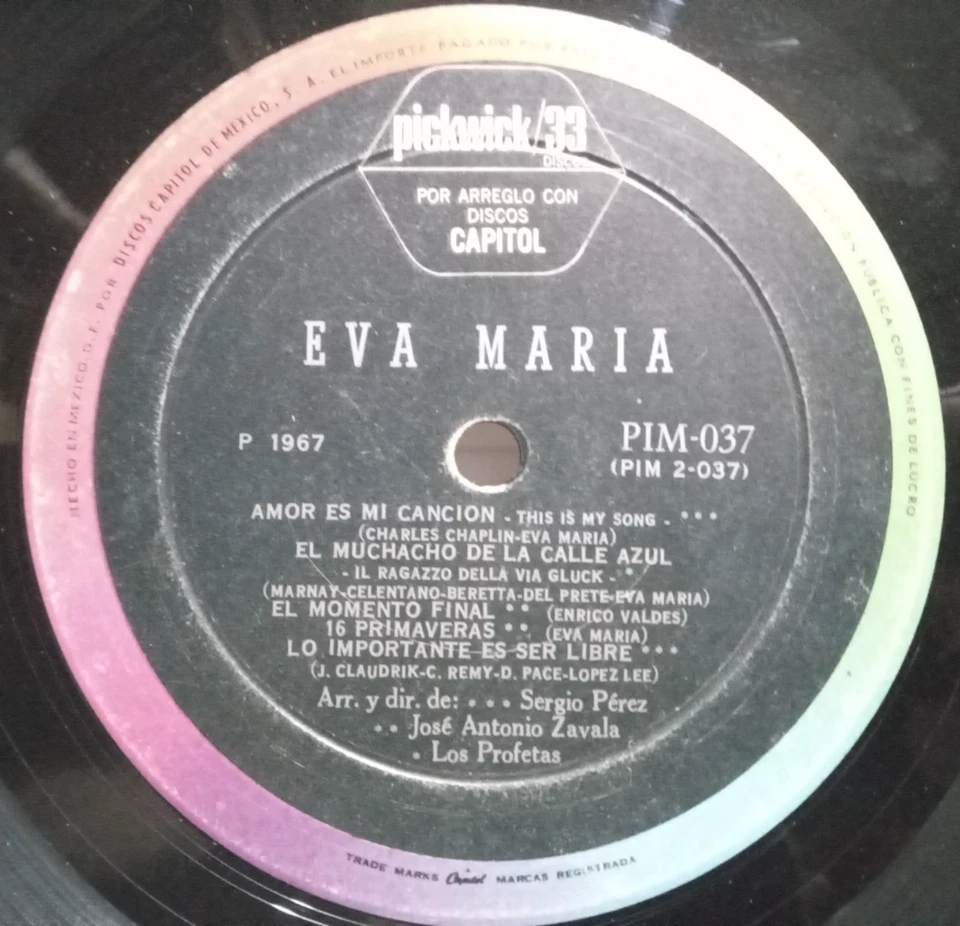 HECHO EN MEXICO, D. F. POR DISCOS CAPITOL DE MEXICO, S. A. EL IMPORTE PAGADO POR
PUBLICA CON FINES DE LUCRO
pickwick/33
DISCOS
POR ARREGLO CON
DISCOS
CAPITOL
EVA MARIA
P 1967
PIM-037
(PIM 2-037)
AMOR ES MI CANCION - THIS IS MY SONG - ***
(CHARLES CHAPLIN-EVA MARIA)
EL MUCHACHO DE LA CALLE AZUL
- IL RAGAZZO DELLA VIA GLUCK - *
(MARNAY-CELENTANO-BERETTA-DEL PRETE-EVA MARIA)
EL MOMENTO FINAL ** (ENRICO VALDES)
16 PRIMAVERAS ** (EVA MARIA)
LO IMPORTANTE ES SER LIBRE ***
(J. CLAUDRIK-C. REMY-D. PACE-LOPEZ LEE)
Arr. y dir. de: *** Sergio Pérez
** José Antonio Zavala
* Los Profetas
TRADE MARKS Capitol MARCAS REGISTRADA